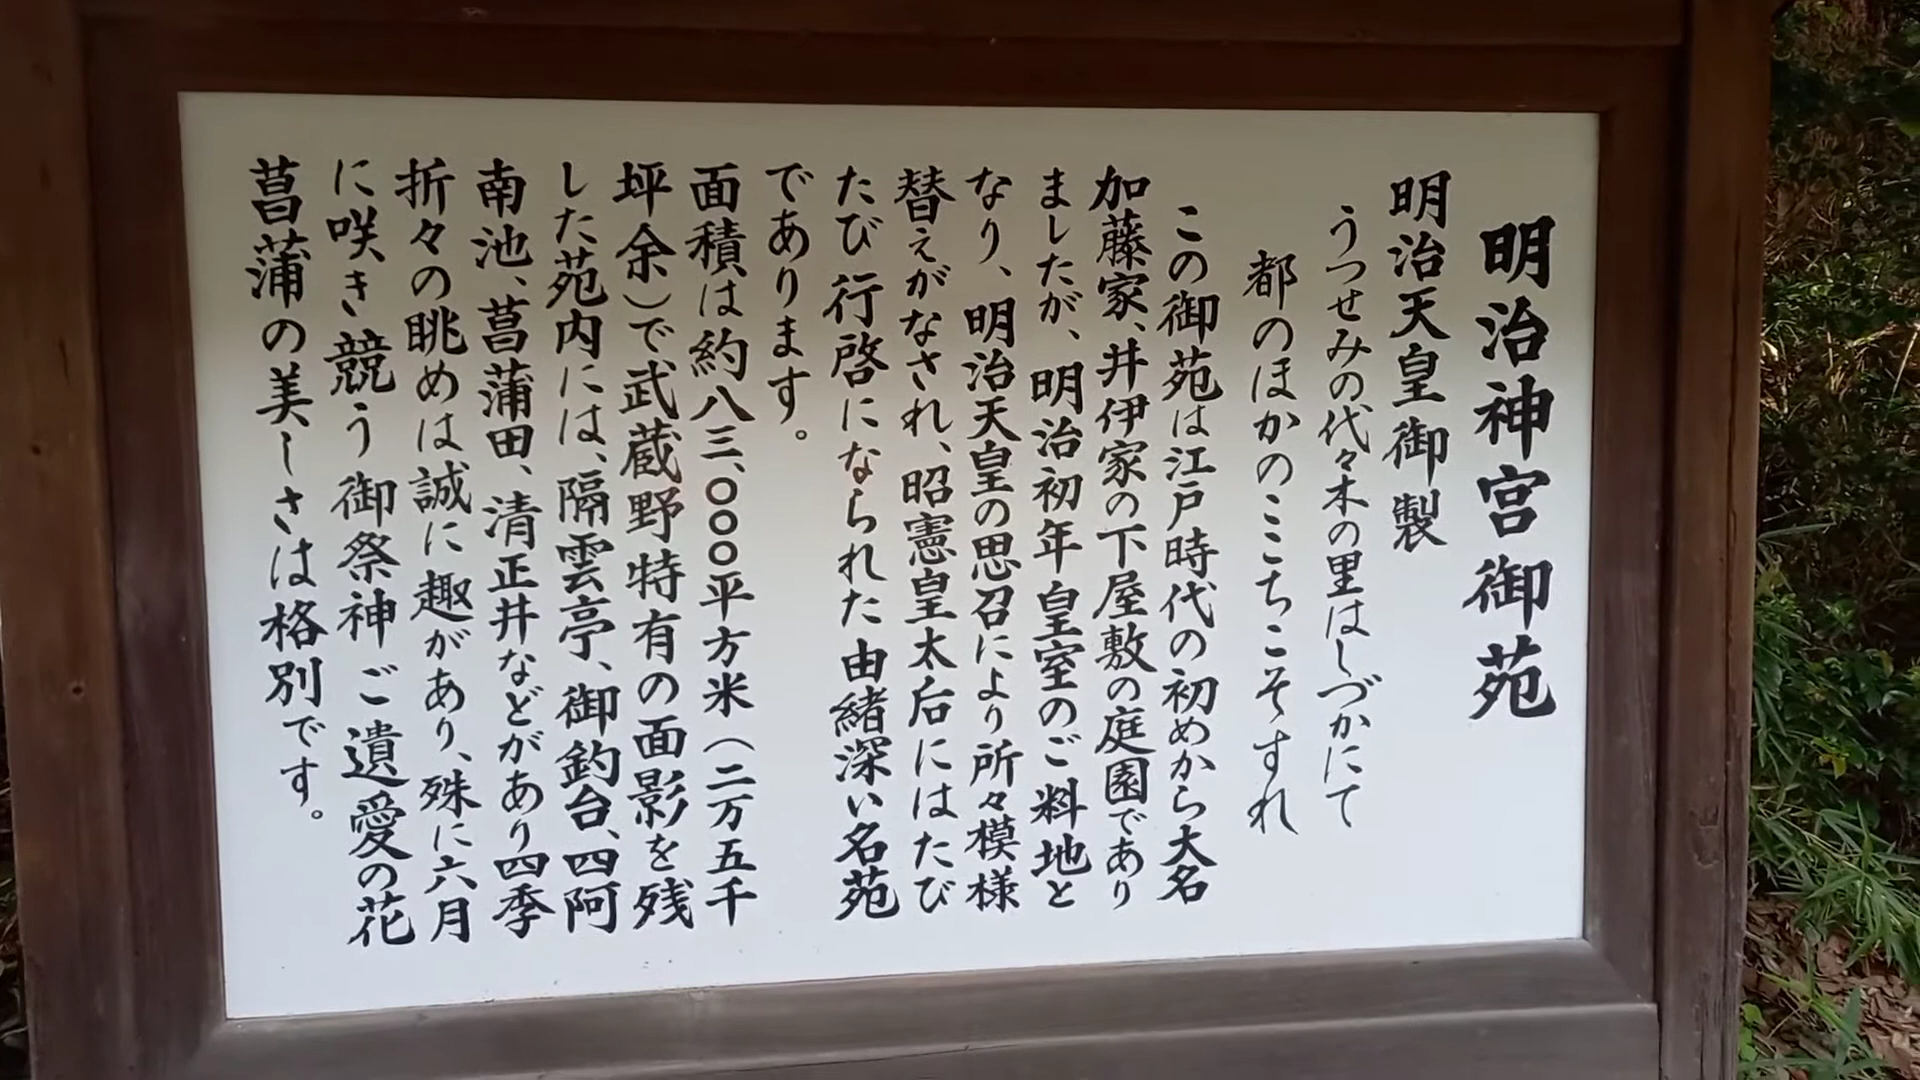 明治神宮御苑
明治天皇御製
うつせみの代々木の里はしづかにて
都のほかのこゝちこそすれ
この御苑は江戸時代の初めから大名
加藤家、井伊家の下屋敷の庭園であり
ましたが、明治初年皇室のご料地と
なり、明治天皇の思召により所々模様
替えがなされ、昭憲皇太后にはたび
たび行啓になられた由緒深い名苑
であります。
面積は約八三、〇〇〇平方米(二万五千
坪余)で武蔵野特有の面影を残
した苑内には、隔雲亭、御釣台、四阿
南池、菖蒲田、清正井などがあり四季
折々の眺めは誠に趣があり、殊に六月
に咲き競う御祭神ご遺愛の花
菖蒲の美しさは格別です。